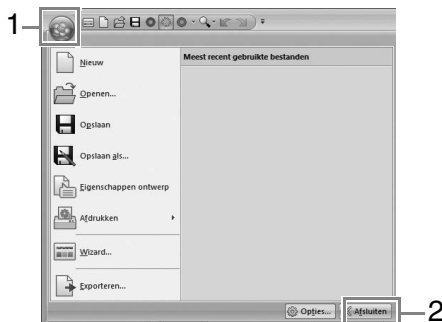 1
Nieuw
Meest recent gebruikte bestanden
Openen...
Opslaan
Opslaan als...
Eigenschappen ontwerp
Afdrukken
Wizard...
Exporteren...
Opties...
Afsluiten
2